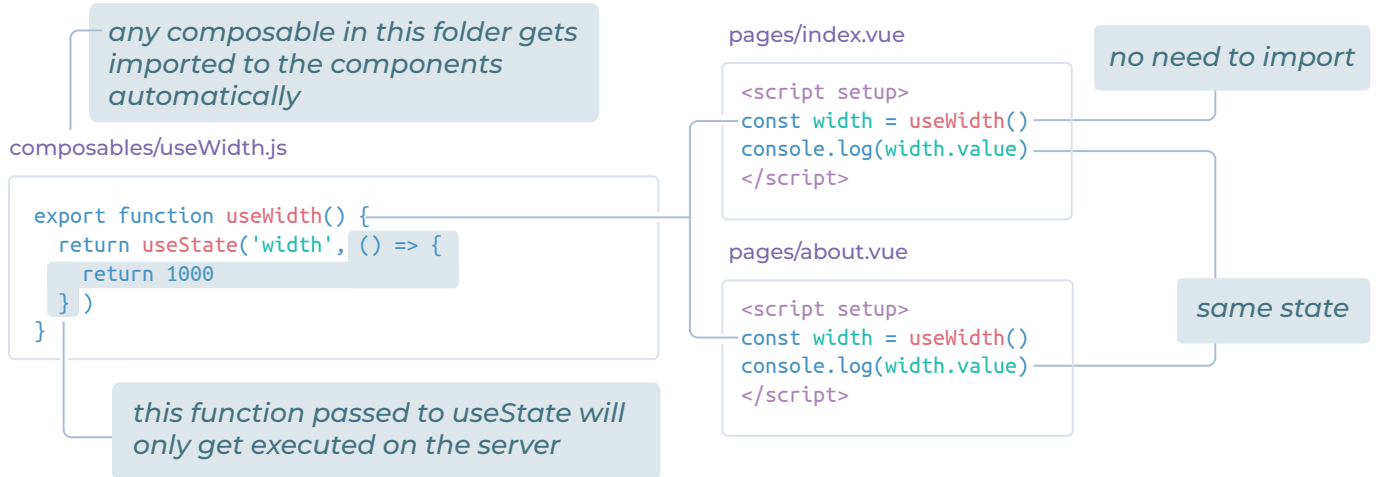 any composable in this folder gets
imported to the components
automatically
composables/useWidth.js
export function useWidth() {
return useState('width', () => {
return 1000
} )
}
this function passed to useState will
only get executed on the server
pages/index.vue
<script setup>
const width = useWidth()
console.log(width.value)
</script>
no need to import
pages/about.vue
<script setup>
const width = useWidth()
console.log(width.value)
</script>
same state